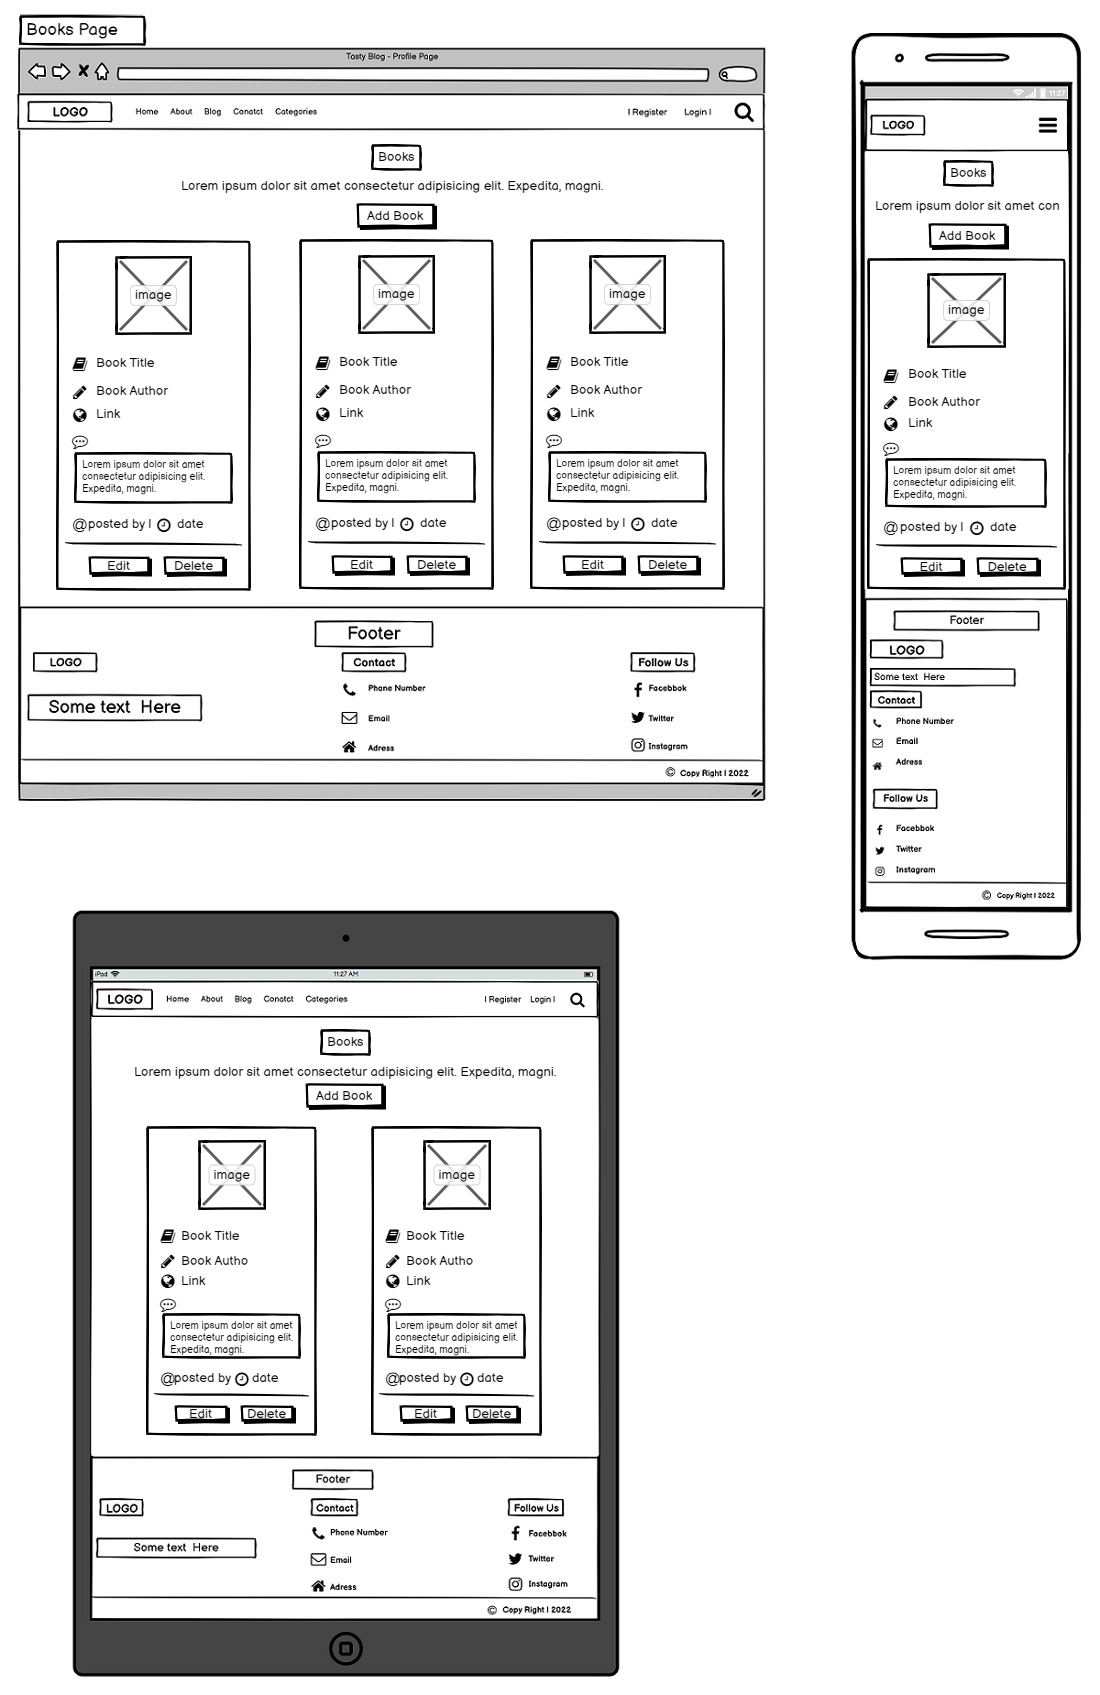 Books Page
Tasty Blog - Profile Page
LOGO Home About Blog Conatct Categories I Register Login I
Books
Lorem ipsum dolor sit amet consectetur adipisicing elit. Expedita, magni.
Add Book
image image image
Book Title Book Title Book Title
Book Author Book Author Book Author
Link Link Link
Lorem ipsum dolor sit amet Lorem ipsum dolor sit amet Lorem ipsum dolor sit amet
consectetur adipisicing elit. consectetur adipisicing elit. consectetur adipisicing elit.
Expedita, magni. Expedita, magni. Expedita, magni.
@posted by I date @posted by I date @posted by I date
Edit Delete Edit Delete Edit Delete
Footer
LOGO Contact Follow Us
Phone Number Facebbok
Some text Here Email Twitter
Adress Instagram
© Copy Right I 2022
11:27
LOGO
Books
Lorem ipsum dolor sit amet con
Add Book
image
Book Title
Book Author
Link
Lorem ipsum dolor sit amet
consectetur adipisicing elit.
Expedita, magni.
@posted by I date
Edit Delete
Footer
LOGO
Some text Here
Contact
Phone Number
Email
Adress
Follow Us
Facebbok
Twitter
Instagram
© Copy Right I 2022
iPod 11:27 AM
LOGO Home About Blog Conatct Categories I Register Login I
Books
Lorem ipsum dolor sit amet consectetur adipisicing elit. Expedita, magni.
Add Book
image image
Book Title Book Title
Book Autho Book Autho
Link Link
Lorem ipsum dolor sit amet Lorem ipsum dolor sit amet
consectetur adipisicing elit. consectetur adipisicing elit.
Expedita, magni. Expedita, magni.
@posted by date @posted by date
Edit Delete Edit Delete
Footer
LOGO Contact Follow Us
Phone Number Facebbok
Some text Here Email Twitter
Adress Instagram
© Copy Right I 2022